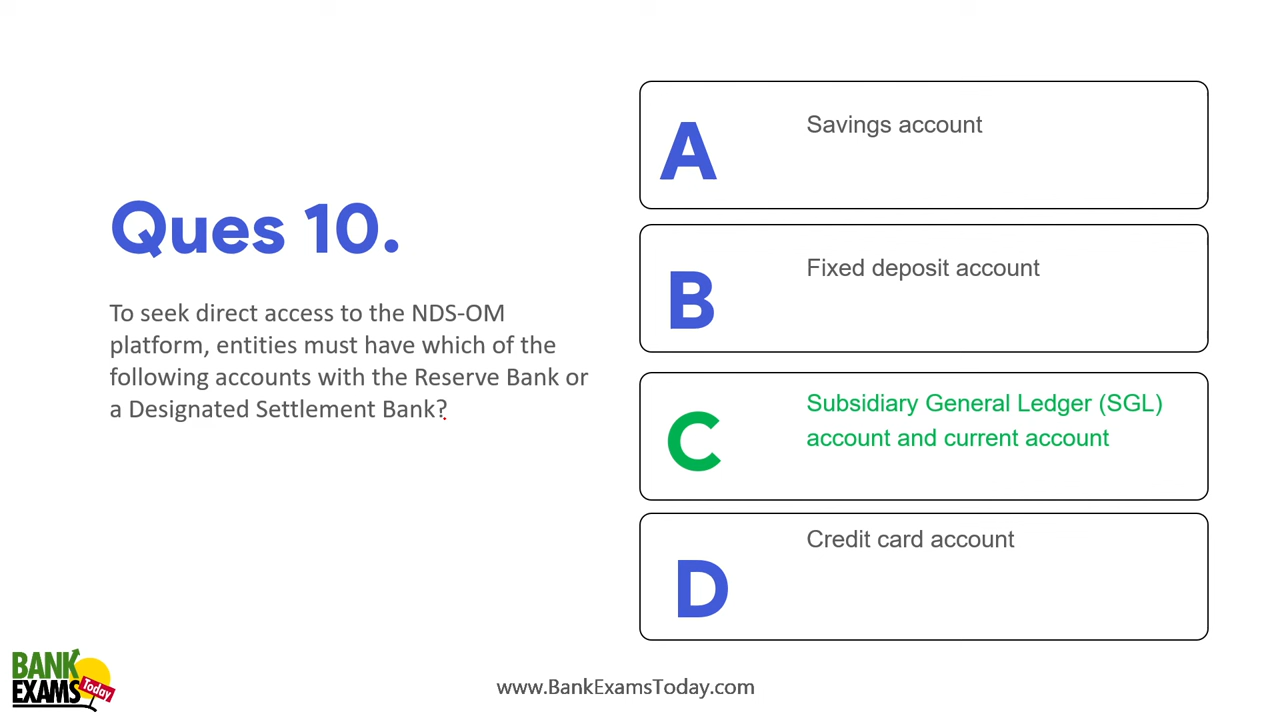 Ques 10.
To seek direct access to the NDS-OM
platform, entities must have which of the
following accounts with the Reserve Bank or
a Designated Settlement Bank?
A
Savings account
B
Fixed deposit account
C
Subsidiary General Ledger (SGL)
account and current account
D
Credit card account
BANK
EXAMS
Today
www.BankExamsToday.com